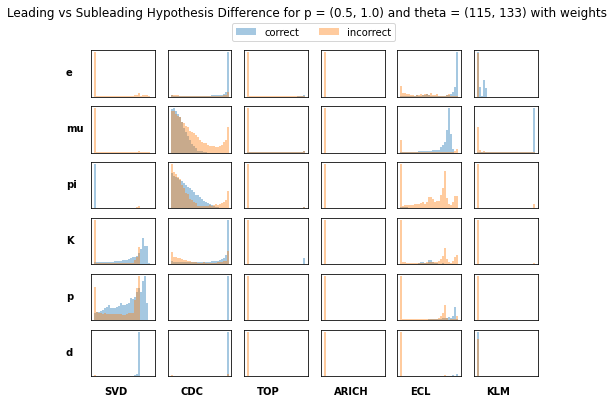 Leading vs Subleading Hypothesis Difference for p = (0.5, 1.0) and theta = (115, 133) with weights
correct incorrect
e
mu
pi
K
p
d
SVD CDC TOP ARICH ECL KLM